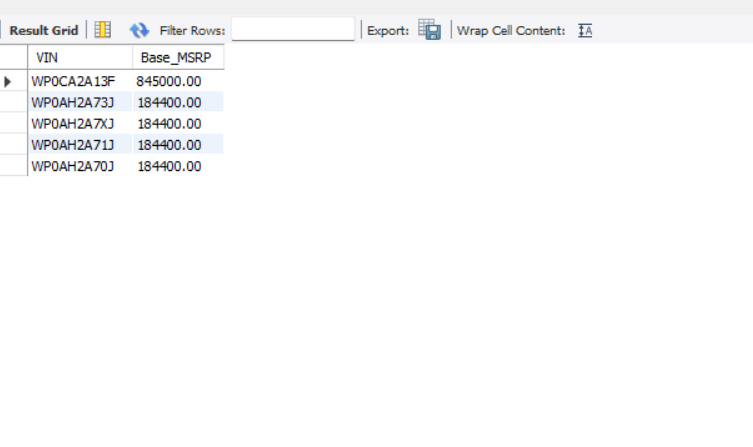 Result Grid Filter Rows: Export: Wrap Cell Content: IA
VIN Base_MSRP
WP0CA2A13F 845000.00
WP0AH2A73J 184400.00
WP0AH2A7XJ 184400.00
WP0AH2A71J 184400.00
WP0AH2A70J 184400.00